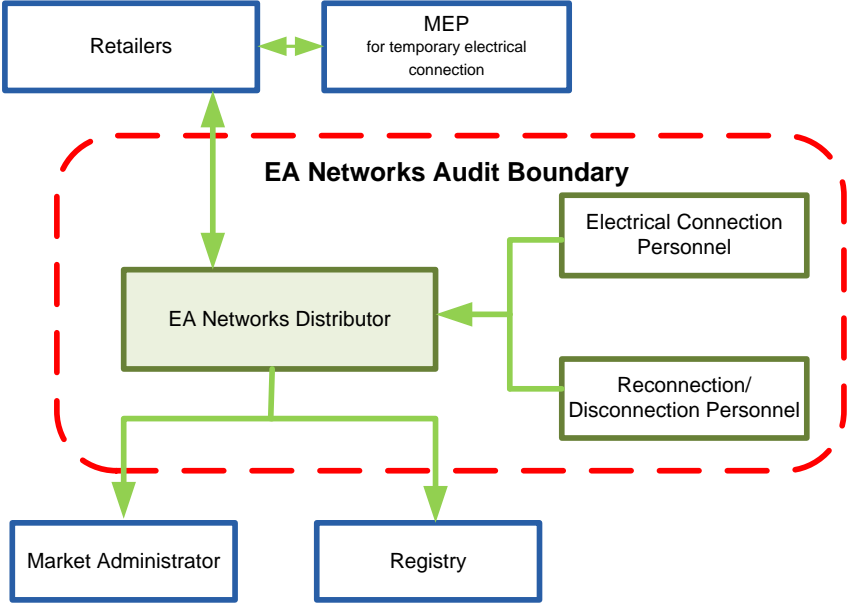 Retailers
MEP
for temporary electrical
connection
EA Networks Audit Boundary
Electrical Connection
Personnel
EA Networks Distributor
Reconnection/
Disconnection Personnel
Market Administrator
Registry